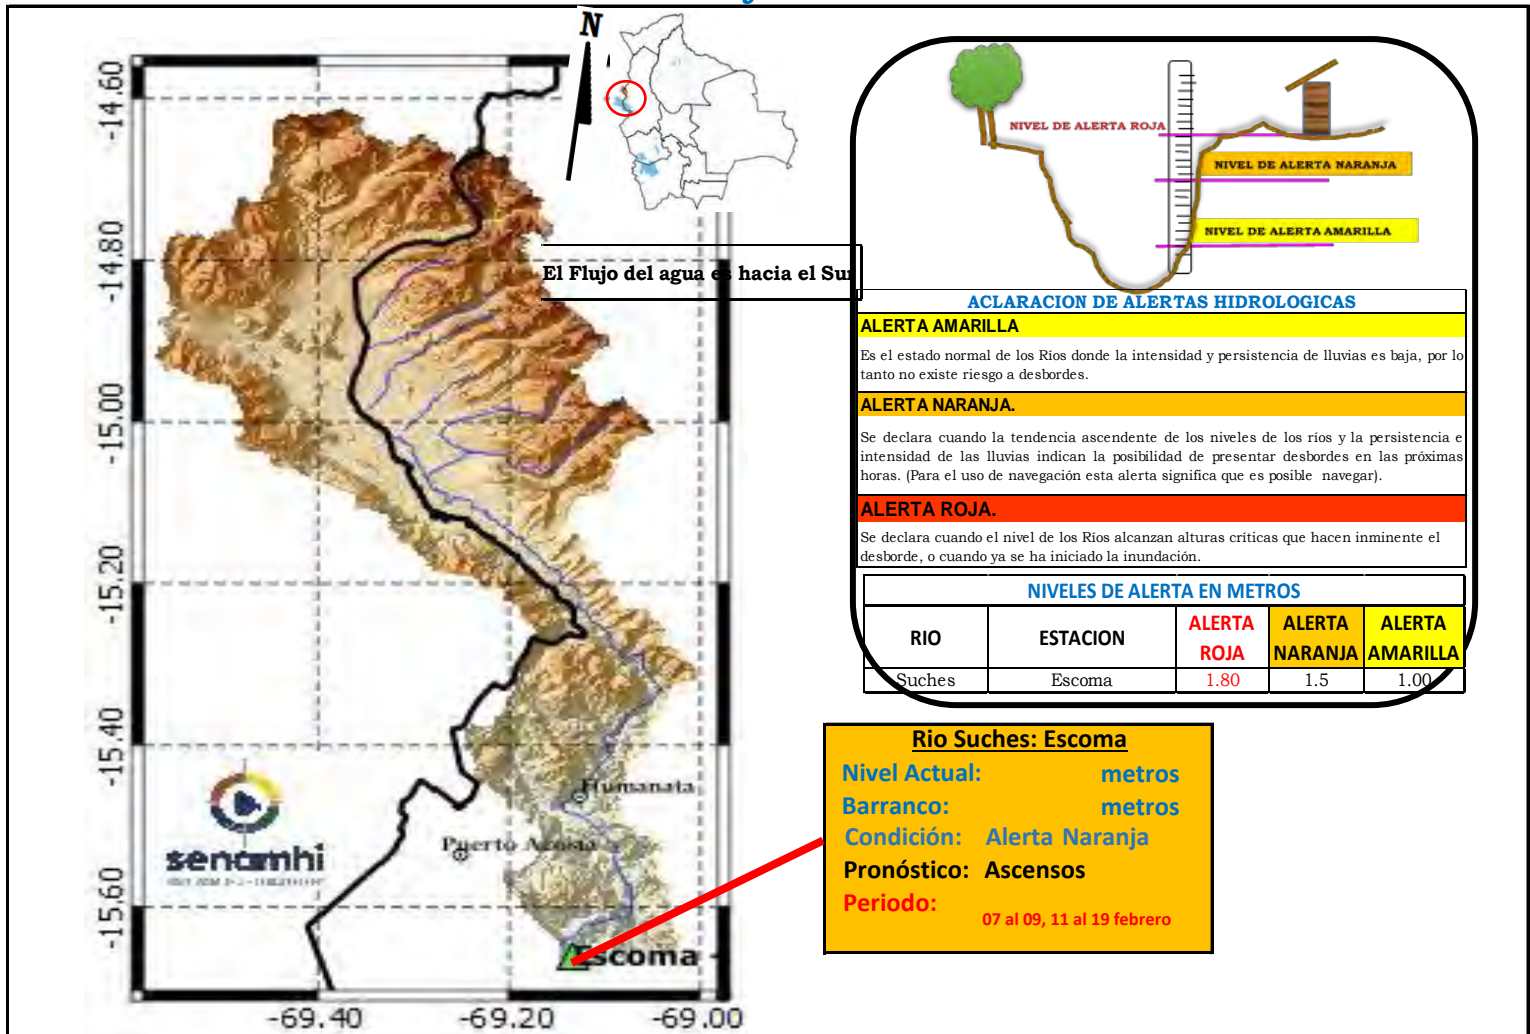 N
-14.60
-14.80
-15.00
-15.20
-15.40
-15.60
-69.40
-69.20
-69.00
El Flujo del agua es hacia el Sur
Humanata
Puerto Acosta
Escoma
senamhi
NIVEL DE ALERTA ROJA
NIVEL DE ALERTA NARANJA
NIVEL DE ALERTA AMARILLA
ACLARACION DE ALERTAS HIDROLOGICAS
ALERTA AMARILLA
Es el estado normal de los Ríos donde la intensidad y persistencia de lluvias es baja, por lo
tanto no existe riesgo a desbordes.
ALERTA NARANJA.
Se declara cuando la tendencia ascendente de los niveles de los ríos y la persistencia e
intensidad de las lluvias indican la posibilidad de presentar desbordes en las próximas
horas. (Para el uso de navegación esta alerta significa que es posible navegar).
ALERTA ROJA.
Se declara cuando el nivel de los Ríos alcanzan alturas críticas que hacen inminente el
desborde, o cuando ya se ha iniciado la inundación.
NIVELES DE ALERTA EN METROS
RIO ESTACION ALERTA ROJA ALERTA NARANJA ALERTA AMARILLA
Suches Escoma 1.80 1.5 1.00
Rio Suches: Escoma
Nivel Actual: metros
Barranco: metros
Condición: Alerta Naranja
Pronóstico: Ascensos
Periodo:
07 al 09, 11 al 19 febrero